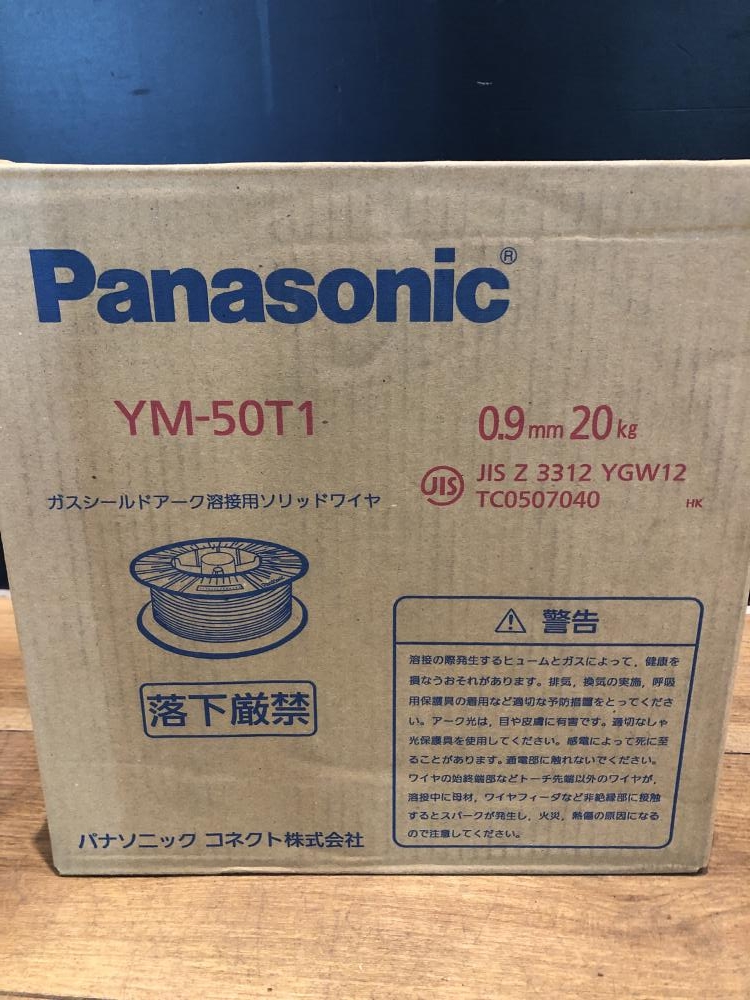 Panasonic®
YM-50T1
0.9mm 20kg
JIS
JIS Z 3312 YGW12
TC0507040
HK
ガスシールドアーク溶接用ソリッドワイヤ
落下厳禁
パナソニック コネクト株式会社
⚠ 警告
溶接の際発生するヒュームとガスによって、健康を
損なうおそれがあります。排気、換気の実施、呼吸
用保護具の着用など適切な予防措置をとってくださ
い。アーク光は、目や皮膚に有害です。適切なしゃ
光保護具を使用してください。感電によって死に至
ることがあります。通電部に触れないでください。
ワイヤの始終端部などトーチ先端以外のワイヤが、
溶接中に母材、ワイヤフィーダなど非絶縁部に接触
するとスパークが発生し、火災、熱傷の原因になる
ので注意してください。